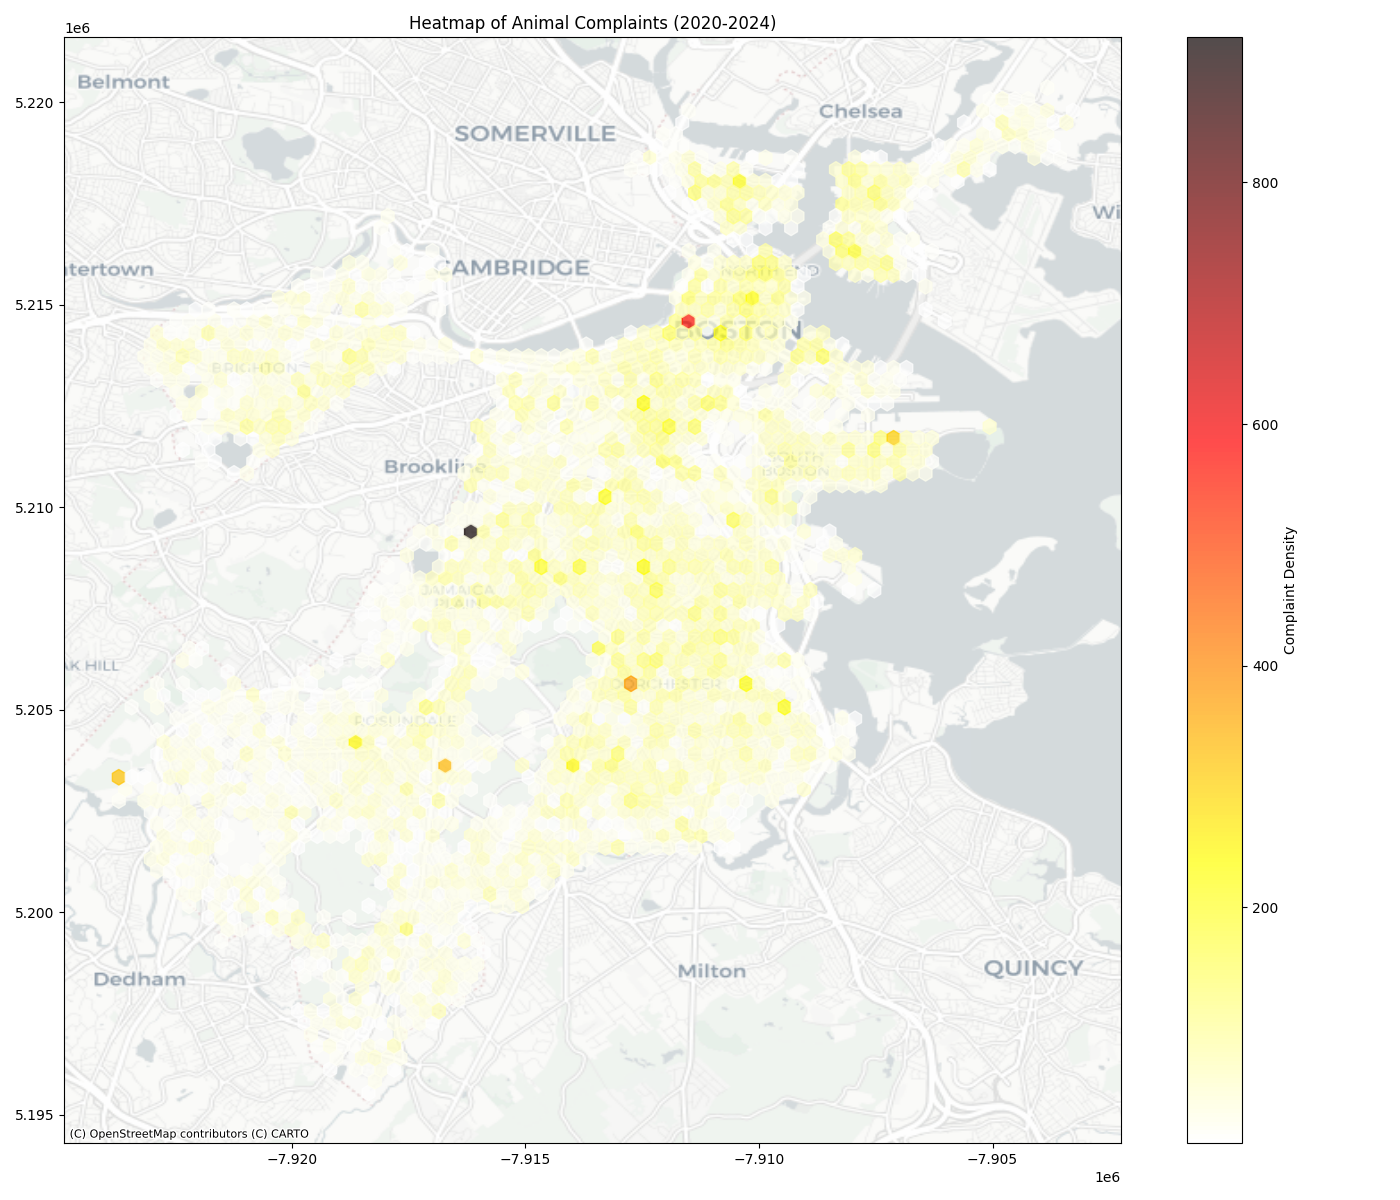 Heatmap of Animal Complaints (2020-2024)
1e6
Belmont
Chelsea
SOMERVILLE
5.220
800
Wi
CAMBRIDGE
NORTH END
tertown
5.215
BOSTON
BRIGHTON
600
Brookline
SOUTH
BOSTON
5.210
JAMAICA
PLAIN
Complaint Density
AK HILL
400
DORCHESTER
5.205
ROSLINDALE
5.200
200
Dedham
Milton
QUINCY
5.195
(C) OpenStreetMap contributors (C) CARTO
−7.920
−7.915
−7.910
−7.905
1e6